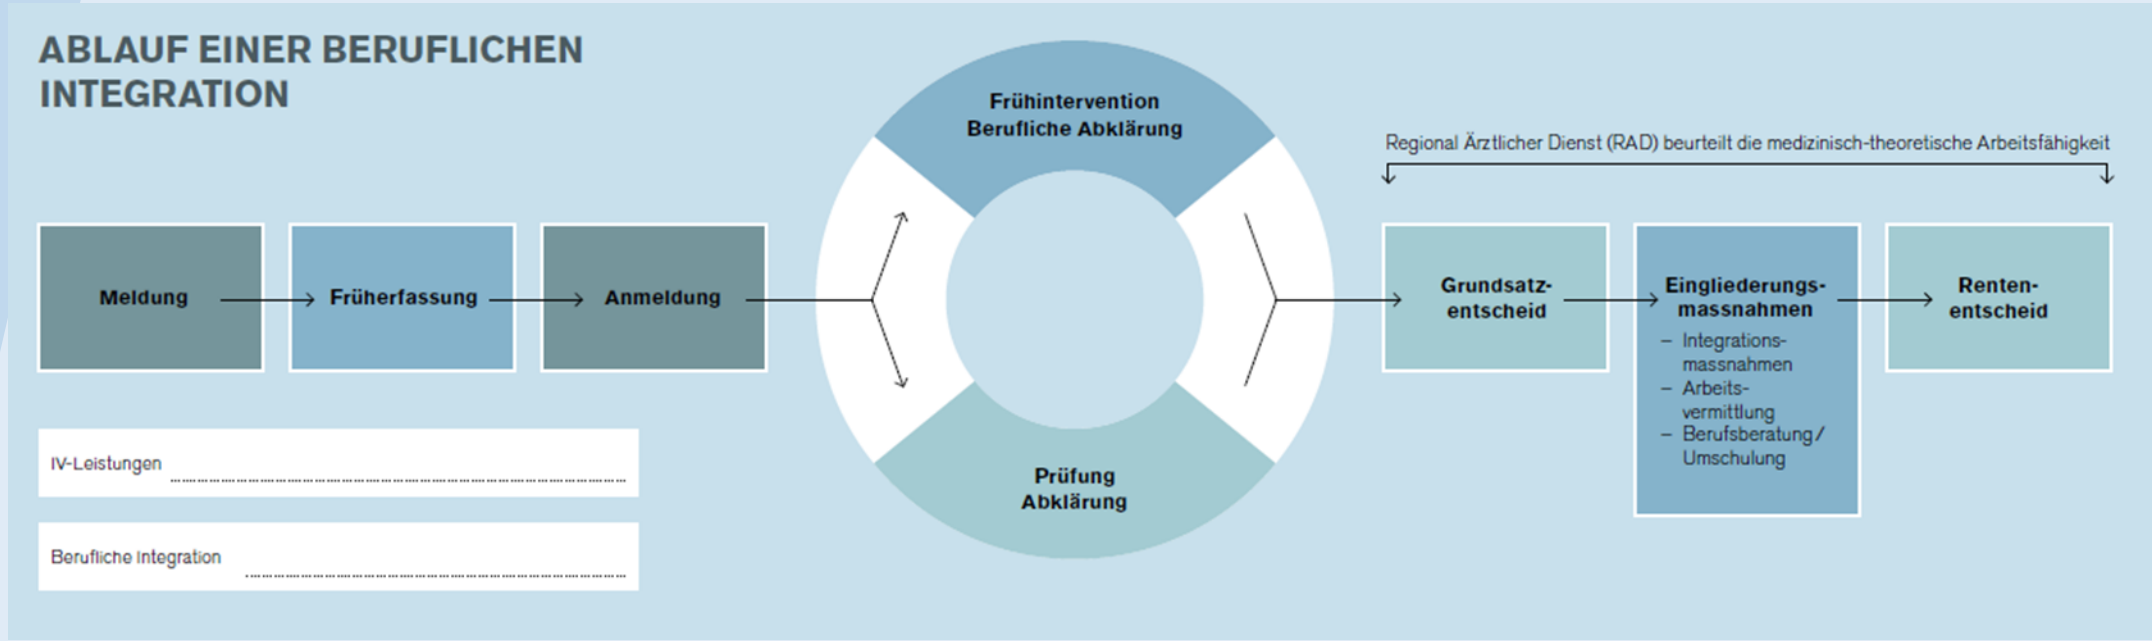 ABLAUF EINER BERUFLICHEN
INTEGRATION
Meldung
Früherfassung
Anmeldung
Frühintervention
Berufliche Abklärung
Prüfung
Abklärung
Regional Ärztlicher Dienst (RAD) beurteilt die medizinisch-theoretische Arbeitsfähigkeit
Grundsatz-
entscheid
Eingliederungs-
massnahmen
– Integrations-
massnahmen
– Arbeits-
vermittlung
– Berufsberatung/
Umschulung
Renten-
entscheid
IV-Leistungen
Berufliche Integration